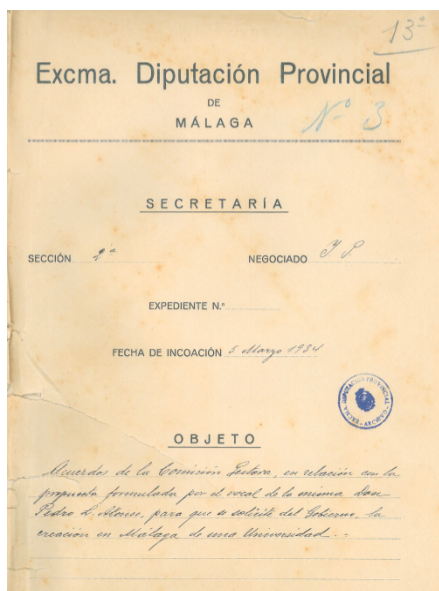 13ª
Excma. Diputación Provincial
DE
MÁLAGA
Nº 3
SECRETARÍA
SECCIÓN 2ª
NEGOCIADO I P.
EXPEDIENTE N.º
FECHA DE INCOACIÓN 5 Marzo 1934
OBJETO
Acuerdos de la Comisión Gestora, en relación con la
propuesta formulada por el vocal de la misma Don
Pedro L. Alonso, para que se solicite del Gobierno, la
creación en Málaga de una Universidad.-